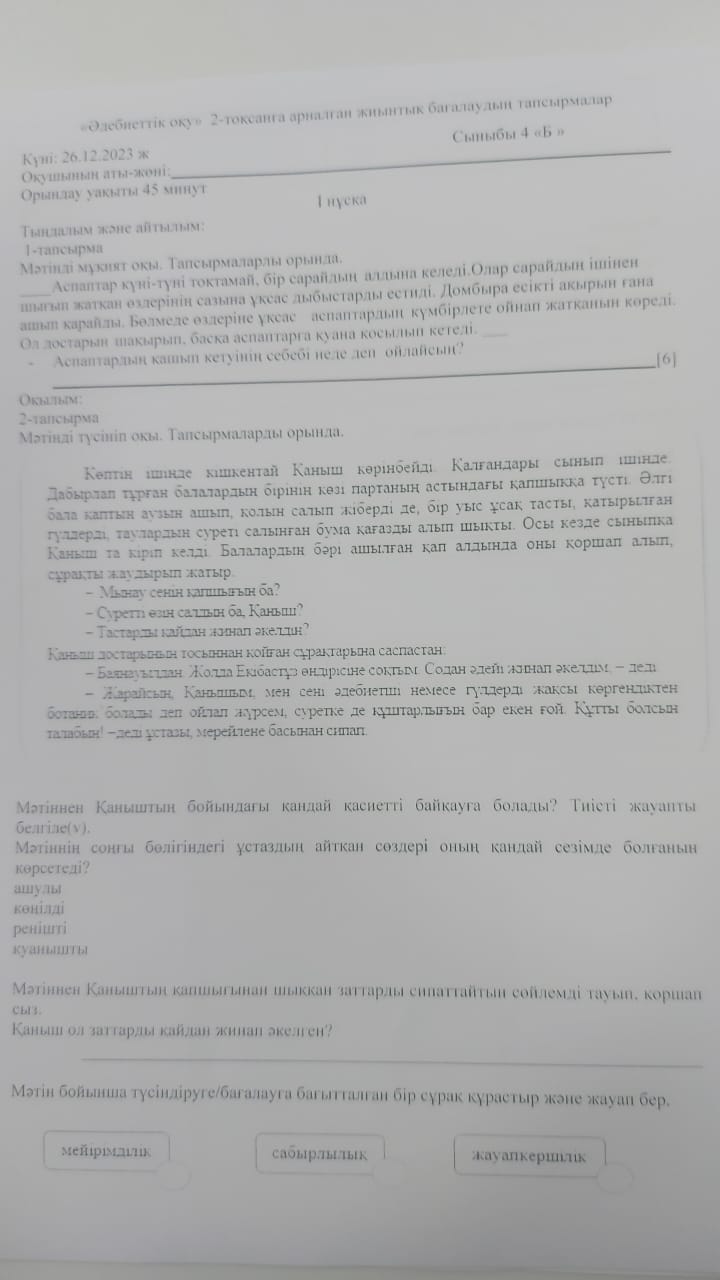 «Әдебиеттік оқу» 2-тоқсанға арналған жиынтық бағалаудың тапсырмалар
Күні: 26.12.2023 ж
Сыныбы 4 «Б »
Оқушының аты-жөні:
Орындау уақыты 45 минут
1 нұсқа
Тыңдалым және айтылым:
1-тапсырма
Мәтінді мұқият оқы. Тапсырмаларды орында.
____Аспаптар күні-түні тоқтамай, бір сарайдың алдына келеді.Олар сарайдың ішінен
шығып жатқан өздерінің сазына ұқсас дыбыстарды естиді. Домбыра есікті ақырын ғана
ашып қарайды. Бөлмеде өздеріне ұқсас аспаптардың күмбірлете ойнап жатқанын көреді.
Ол достарын шақырып, басқа аспаптарға қуана қосылып кетеді. ____
- Аспаптардың қашып кетуінің себебі неде деп ойлайсың?
[6]
Оқылым:
2-тапсырма
Мәтінді түсініп оқы. Тапсырмаларды орында.
Көптің ішінде кішкентай Қаныш көрінбейді. Қалғандары сынып ішінде.
Дабырлап тұрған балалардың бірінің көзі партаның астындағы қапшыққа түсті. Әлгі
бала қаптың аузын ашып, қолын салып жіберді де, бір уыс ұсақ тасты, қатырылған
гүлдерді, таулардың суреті салынған бума қағазды алып шықты. Осы кезде сыныпқа
Қаныш та кіріп келді. Балалардың бәрі ашылған қап алдында оны қоршап алып,
сұрақты жаудырып жатыр.
– Мынау сенің қапшығың ба?
– Суретті өзің салдың ба, Қаныш?
– Тастарды қайдан жинап әкелдің?
Қаныш достарының тосыннан қойған сұрақтарына саспастан:
– Баянауылдан. Жолда Екібастұз өндірісіне соқтым. Содан әдейі жинап әкелдім, – деді.
– Жарайсың, Қанышым, мен сені әдебиетші немесе гүлдерді жақсы көргендіктен
ботаник болады деп ойлап жүрсем, суретке де құштарлығың бар екен ғой. Құтты болсын
талабың! –деді ұстазы, мерейлене басынан сипап.
Мәтіннен Қаныштың бойындағы қандай қасиетті байқауға болады? Тиісті жауапты
белгіле(v).
Мәтіннің соңғы бөлігіндегі ұстаздың айтқан сөздері оның қандай сезімде болғанын
көрсетеді?
ашулы
көңілді
ренішті
қуанышты
Мәтіннен Қаныштың қапшығынан шыққан заттарды сипаттайтын сөйлемді тауып, қоршап
сыз.
Қаныш ол заттарды қайдан жинап әкелген?
Мәтін бойынша түсіндіруге/бағалауға бағытталған бір сұрақ құрастыр және жауап бер.
мейірімділік
сабырлылық
жауапкершілік